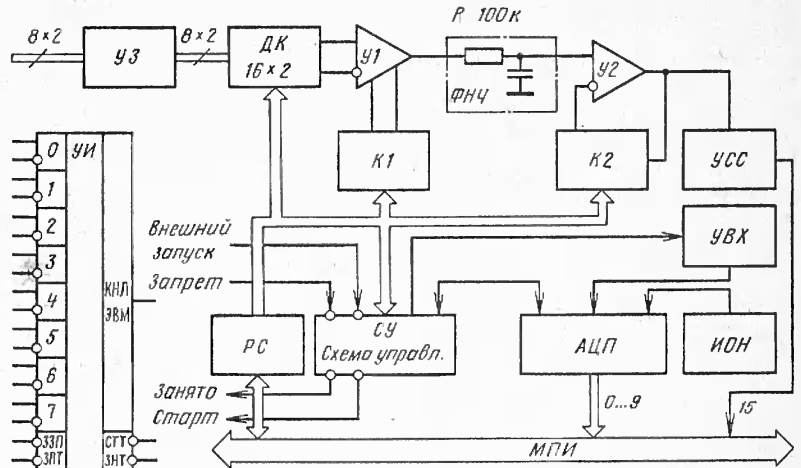 R 100к
8×2
УЗ
8×2
ДК
16×2
У1
ФНЧ
У2
К1
К2
УСС
УВХ
Внешний
запуск
Запрет
РС
СУ
Схема управл.
АЦП
ИОН
Занято
Старт
0...9
15
МПИ
0
УИ
1
2
3
4
5
6
7
КНЛ
ЭВМ
ЗЗП
ЗПТ
СТТ
ЗНТ